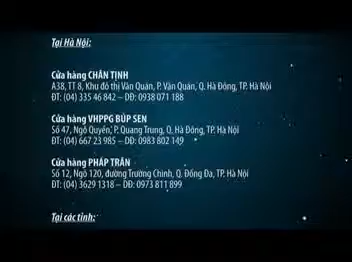 Tại Hà Nội:
Cửa hàng CHÂN TỊNH
A38, TT 8, Khu đô thị Văn Quán, P. Văn Quán, Q. Hà Đông, TP. Hà Nội
ĐT: (04) 335 46 842 – DĐ: 0938 071 188
Cửa hàng VHPPG BÚP SEN
Số 47, Ngô Quyền, P. Quang Trung, Q. Hà Đông, TP. Hà Nội
ĐT: (04) 667 23 985 – DĐ: 0983 802 149
Cửa hàng PHÁP TRẦN
Số 12, Ngõ 120, đường Trường Chinh, Q. Đống Đa, TP. Hà Nội
ĐT: (04) 3629 1318 – DĐ: 0973 811 899
Tại các tỉnh: